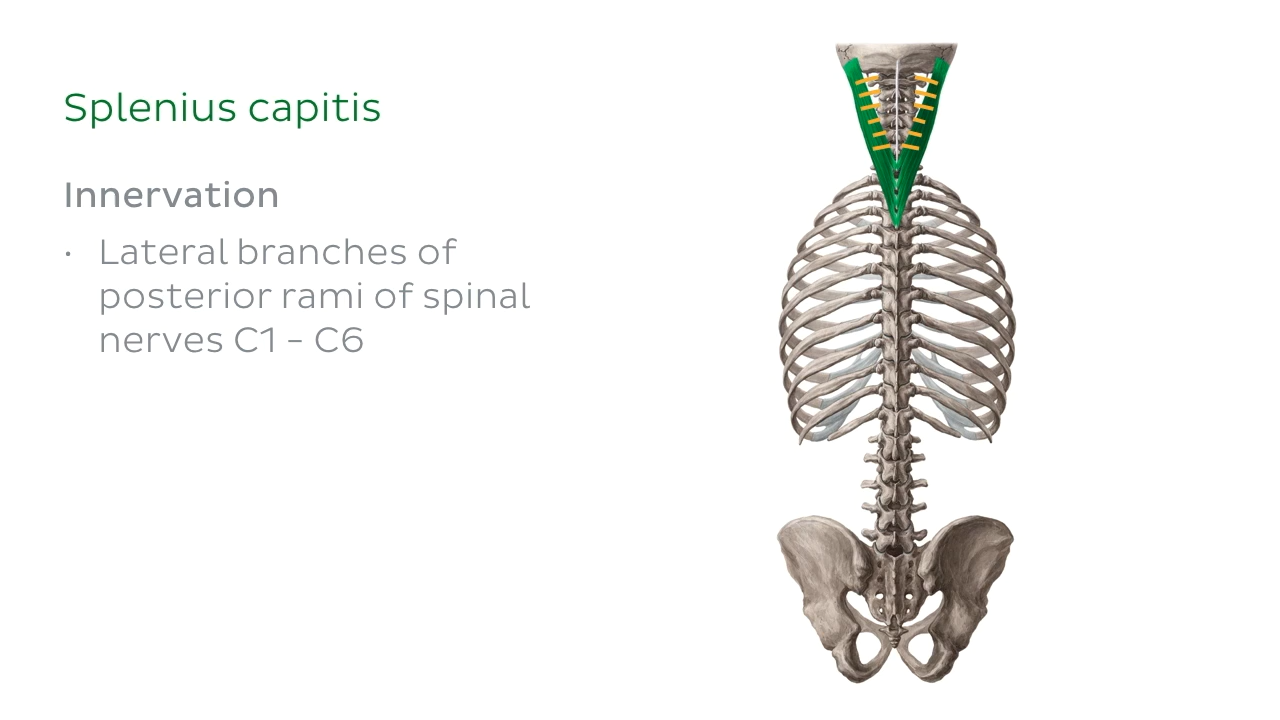 Splenius capitis
Innervation
· Lateral branches of
posterior rami of spinal
nerves C1 – C6